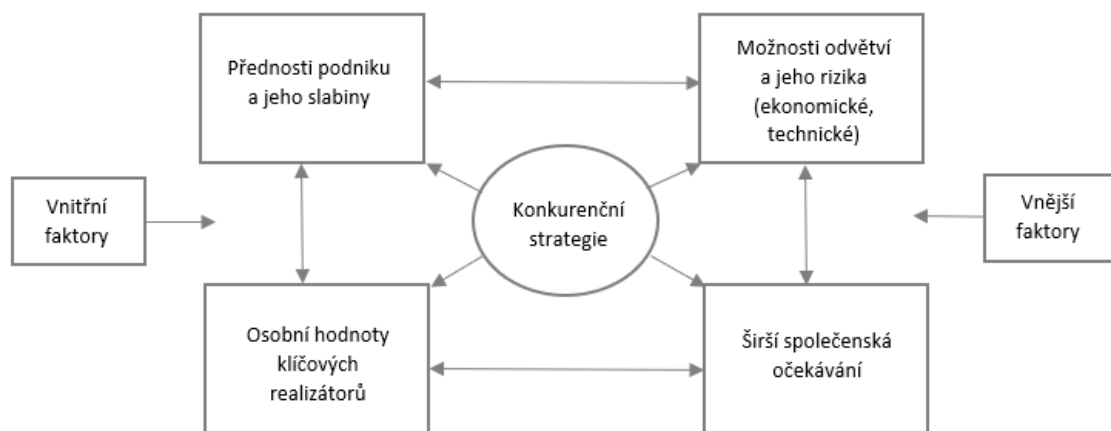 Přednosti podniku
a jeho slabiny
Možnosti odvětví
a jeho rizika
(ekonomické,
technické)
Vnitřní
faktory
Konkurenční
strategie
Vnější
faktory
Osobní hodnoty
klíčových
realizátorů
Širší společenská
očekávání